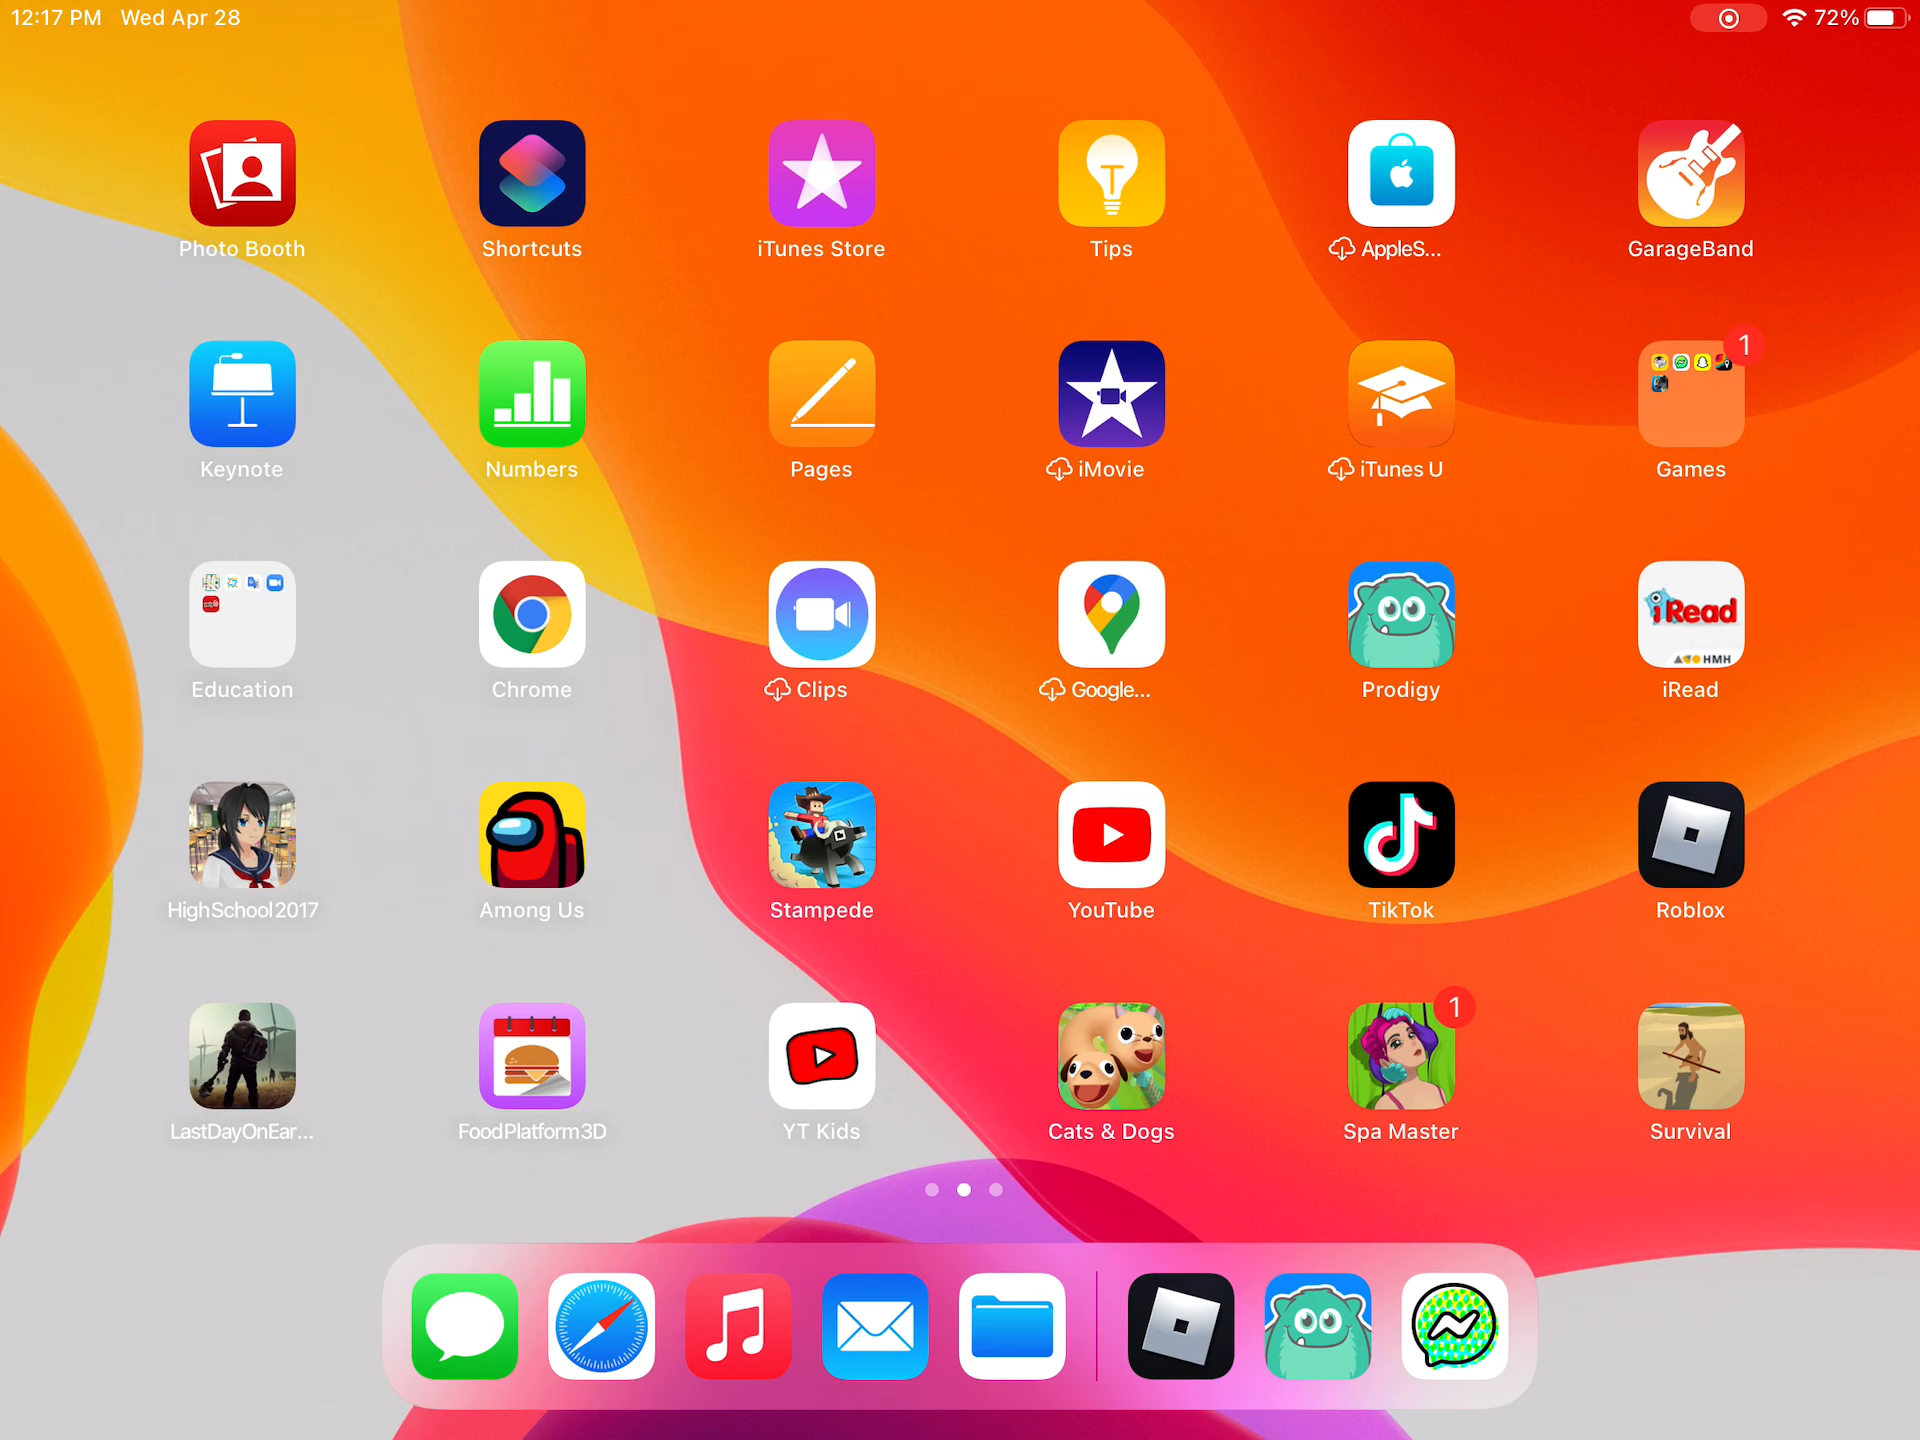 12:17 PM Wed Apr 28
72%
Photo Booth
Shortcuts
iTunes Store
Tips
AppleS...
GarageBand
1
Keynote
Numbers
Pages
iMovie
iTunes U
Games
iRead
HMH
Education
Chrome
Clips
Google...
Prodigy
iRead
HighSchool2017
Among Us
Stampede
YouTube
TikTok
Roblox
1
LastDayOnEar...
FoodPlatform3D
YT Kids
Cats & Dogs
Spa Master
Survival